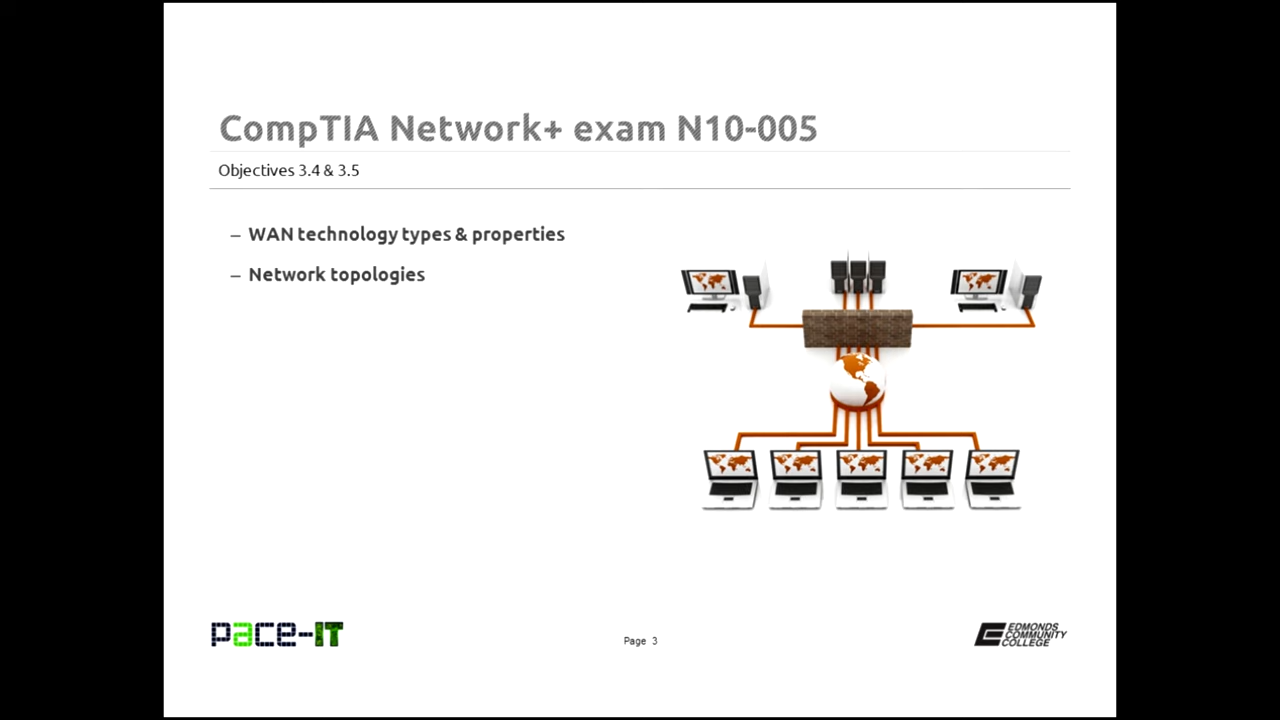 CompTIA Network+ exam N10-005
Objectives 3.4 & 3.5
– WAN technology types & properties
– Network topologies
pace-IT
Page 3
EDMONDS
COMMUNITY
COLLEGE